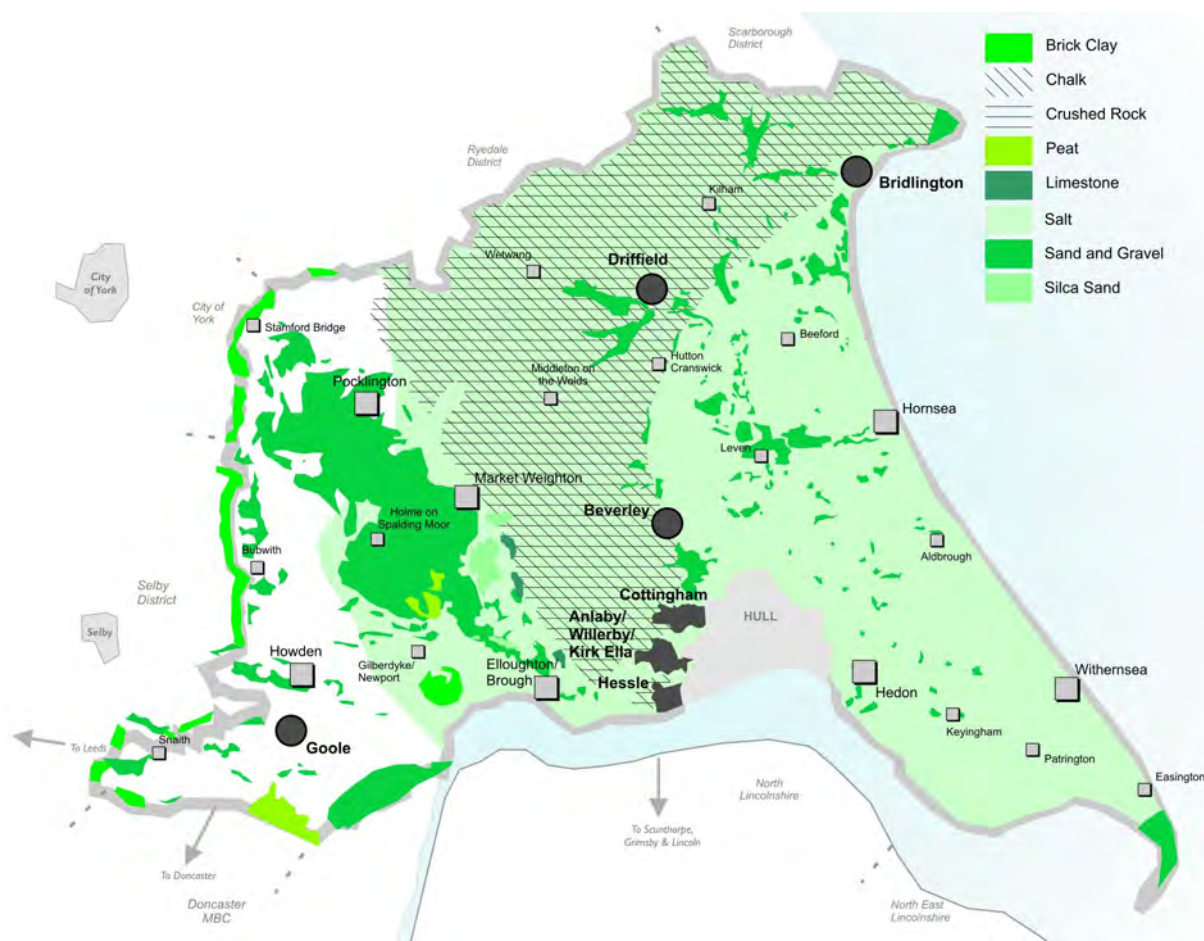 Scarborough
District
Brick Clay
Chalk
Crushed Rock
Peat
Limestone
Salt
Sand and Gravel
Silca Sand
Ryedale
District
Bridlington
Kilham
Wetwang
Driffield
City
of York
City of
York
Stamford Bridge
Beeford
Hutton
Cranswick
Middleton on
the Wolds
Pocklington
Hornsea
Leven
Market Weighton
Beverley
Holme on
Spalding Moor
Aldbrough
Bubwith
Selby
District
Cottingham
HULL
Anlaby/
Willerby/
Kirk Ella
Selby
Howden
Gilberdyke/
Newport
Elloughton/
Brough
Hessle
Hedon
Withernsea
Keyingham
Goole
To Leeds
Snaith
Patrington
Easington
North
Lincolnshire
To Scunthorpe,
Grimsby & Lincoln
To Doncaster
Doncaster
MBC
North East
Lincolnshire